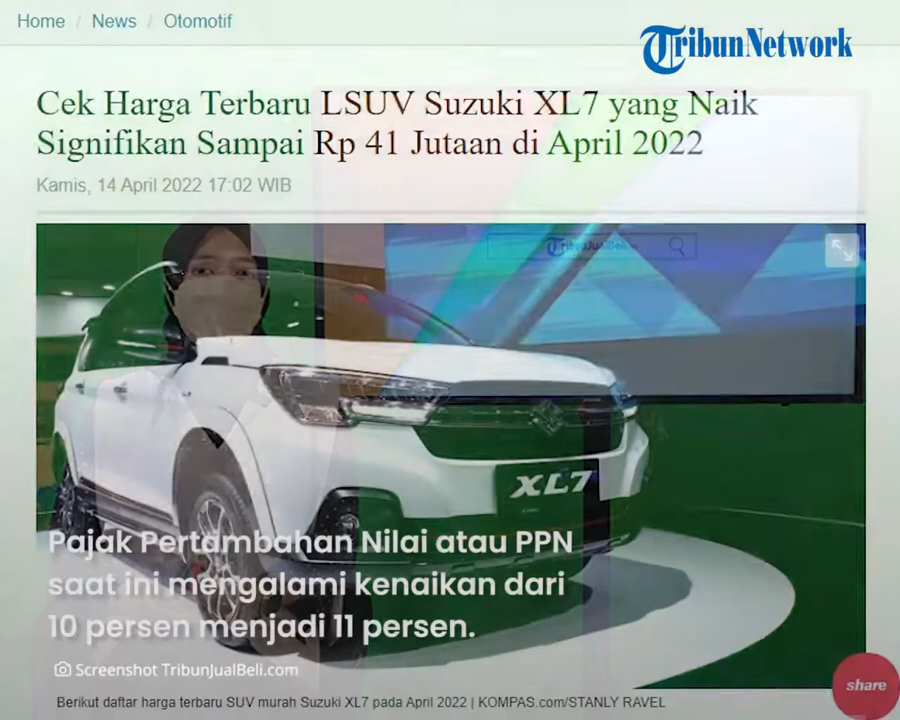 Home / News / Otomotif
TribunNetwork
Cek Harga Terbaru LSUV Suzuki XL7 yang Naik
Signifikan Sampai Rp 41 Jutaan di April 2022
Kamis, 14 April 2022 17:02 WIB
TribunJualBeli
XL7
Pajak Pertambahan Nilai atau PPN
saat ini mengalami kenaikan dari
10 persen menjadi 11 persen.
Screenshot TribunJualBeli.com
share
Berikut daftar harga terbaru SUV murah Suzuki XL7 pada April 2022 | KOMPAS.com/STANLY RAVEL